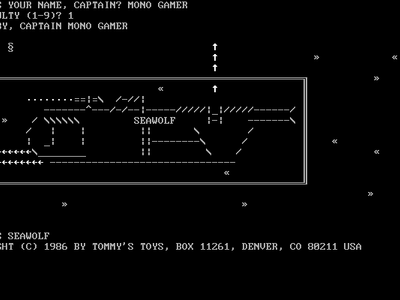 YOUR NAME, CAPTAIN? MONO GAMER
ULTY (1-9)? 1
BY, CAPTAIN MONO GAMER
SEAWOLF
SEAWOLF
GHT (C) 1986 BY TOMMY'S TOYS, BOX 11261, DENVER, CO 80211 USA